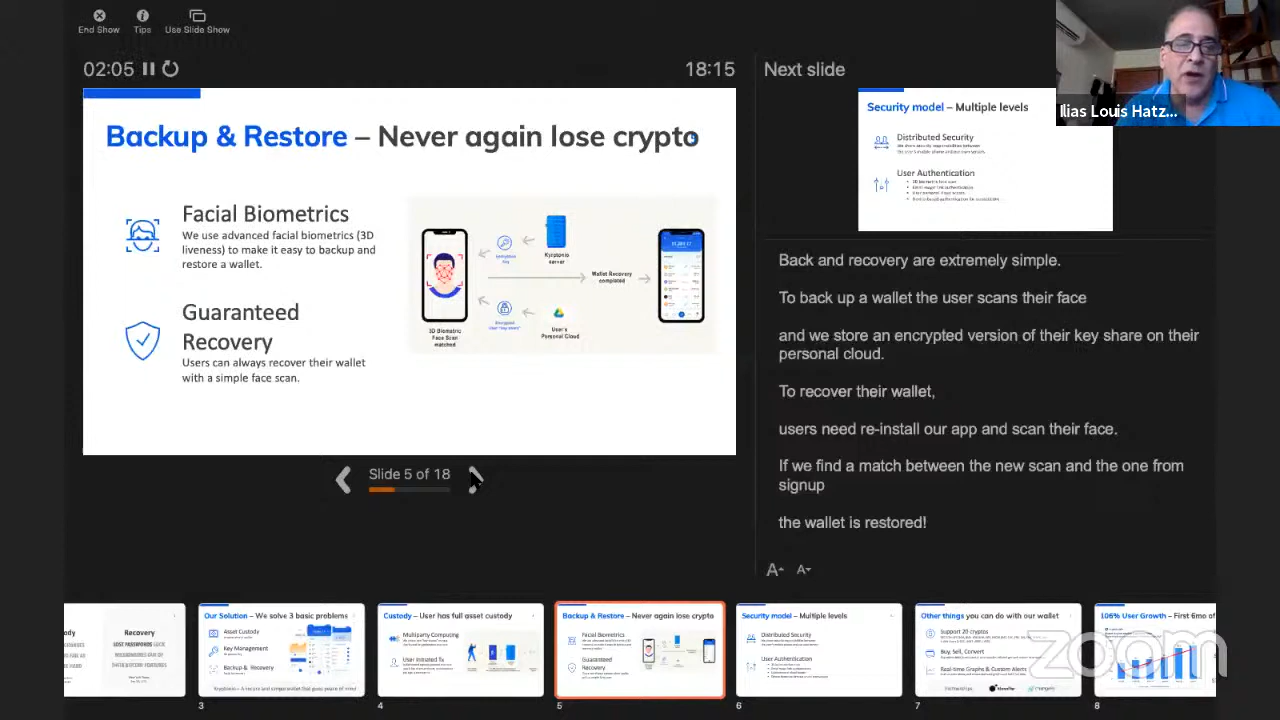 End Show
Tips
Use Slide Show
02:05
18:15
Next slide
Ilias Louis Hatz...
Backup & Restore – Never again lose crypto
Facial Biometrics
We use advanced facial biometrics (3D
liveness) to make it easy to backup and
restore a wallet.
Guaranteed
Recovery
Users can always recover their wallet
with a simple face scan.
Kryptonio
server
Wallet Recovery
completed
3D Biometric
Face Scan
matched
User's
Personal Cloud
Security model – Multiple levels
Distributed Security
User Authentication
Back and recovery are extremely simple.
To back up a wallet the user scans their face
and we store an encrypted version of their key share on their
personal cloud.
To recover their wallet,
users need re-install our app and scan their face.
If we find a match between the new scan and the one from
signup
the wallet is restored!
Slide 5 of 18
A
A
Recovery
Our Solution – We solve 3 basic problems
Asset Custody
Key Management
Backup & Recovery
3
Custody – User has full asset custody
Multiparty Computing
User Initiated Tx
4
Backup & Restore – Never again lose crypto
Facial Biometrics
Guaranteed
Recovery
5
Security model – Multiple levels
Distributed Security
User Authentication
6
Other things you can do with our wallet
Support 20 cryptos
Buy, Sell, Convert
Real-time Graphs & Custom Alerts
7
106% User Growth – First 6mo of
8
zoom